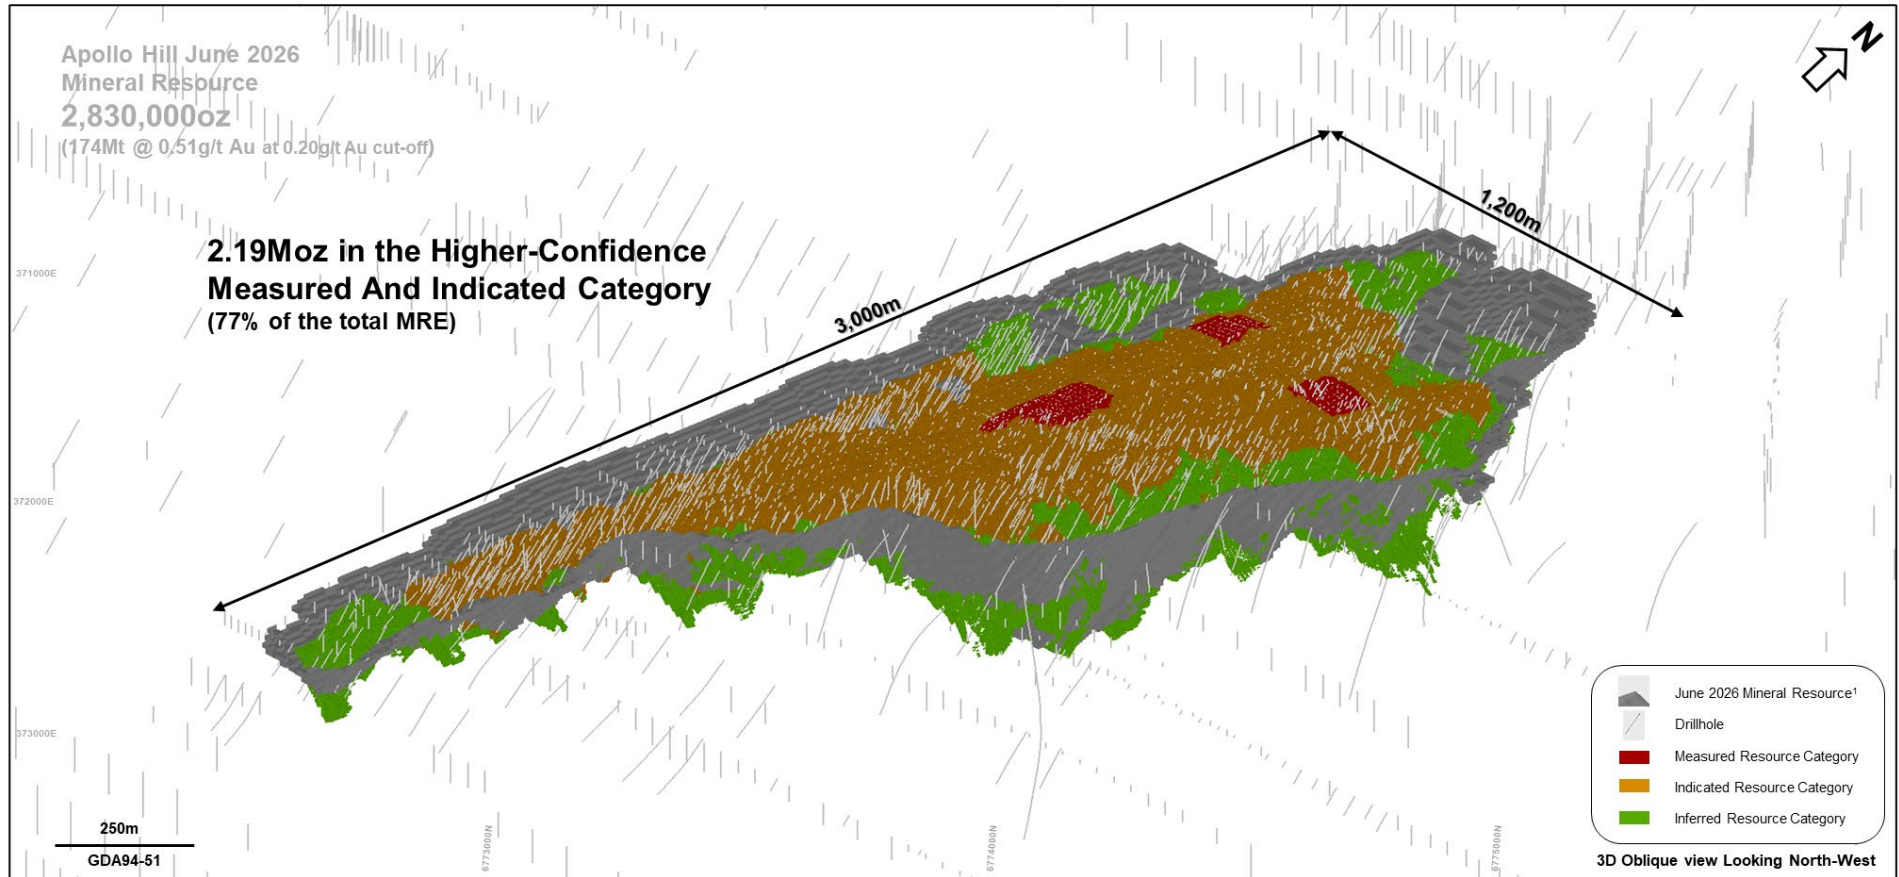 Apollo Hill June 2026
Mineral Resource
2,830,000oz
(174Mt @ 0.51g/t Au at 0.20g/t Au cut-off)
N
2.19Moz in the Higher-Confidence
Measured And Indicated Category
(77% of the total MRE)
1,200m
3,000m
371000E
372000E
373000E
6773000N
6774000N
6775000N
250m
GDA94-51
June 2026 Mineral Resource¹
Drillhole
Measured Resource Category
Indicated Resource Category
Inferred Resource Category
3D Oblique view Looking North-West